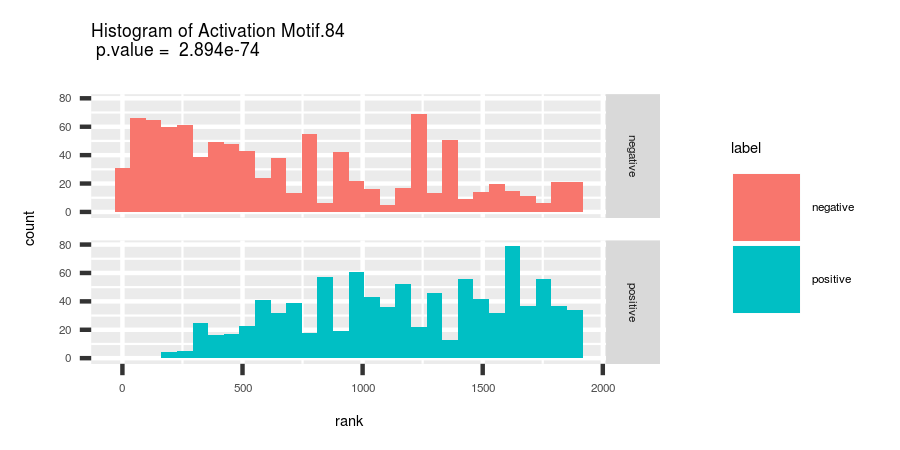 Histogram of Activation Motif.84
p.value = 2.894e-74
80
60
40
20
0
negative
80
60
40
20
0
positive
0 500 1000 1500 2000
rank
count
label
negative
positive